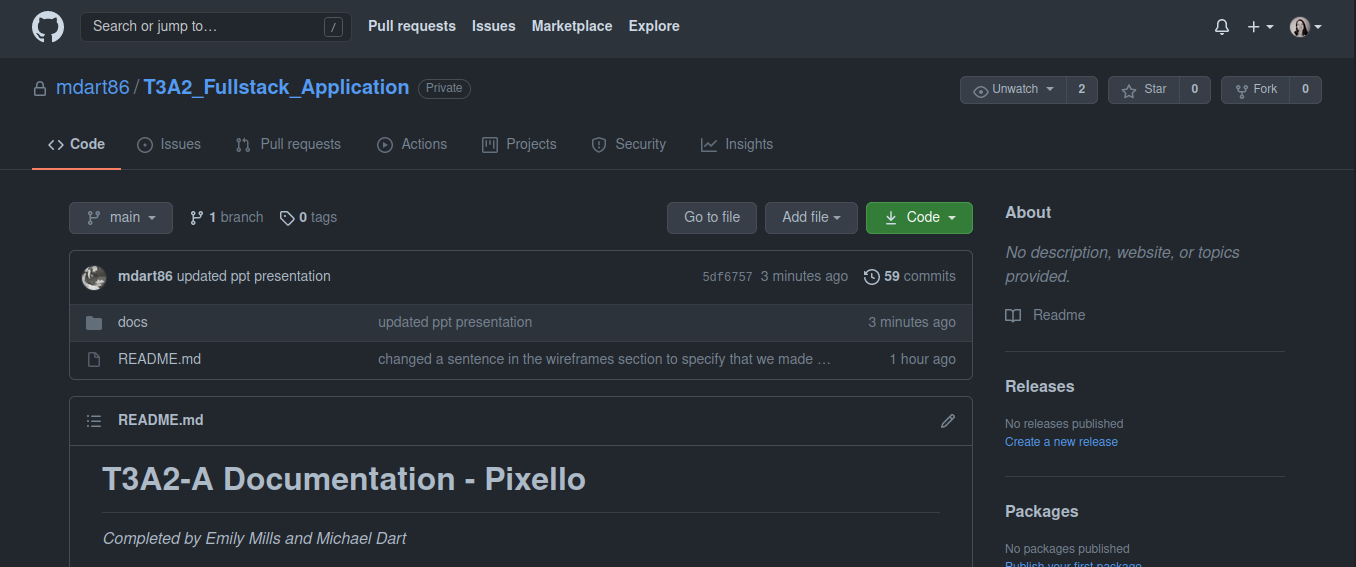 Search or jump to… /
Pull requests Issues Marketplace Explore
mdart86 / T3A2_Fullstack_Application Private
Unwatch 2 Star 0 Fork 0
Code Issues Pull requests Actions Projects Security Insights
main 1 branch 0 tags Go to file Add file Code
mdart86 updated ppt presentation 5df6757 3 minutes ago 59 commits
docs updated ppt presentation 3 minutes ago
README.md changed a sentence in the wireframes section to specify that we made … 1 hour ago
README.md
T3A2-A Documentation - Pixello
Completed by Emily Mills and Michael Dart
About
No description, website, or topics
provided.
Readme
Releases
No releases published
Create a new release
Packages
No packages published
Publish your first package